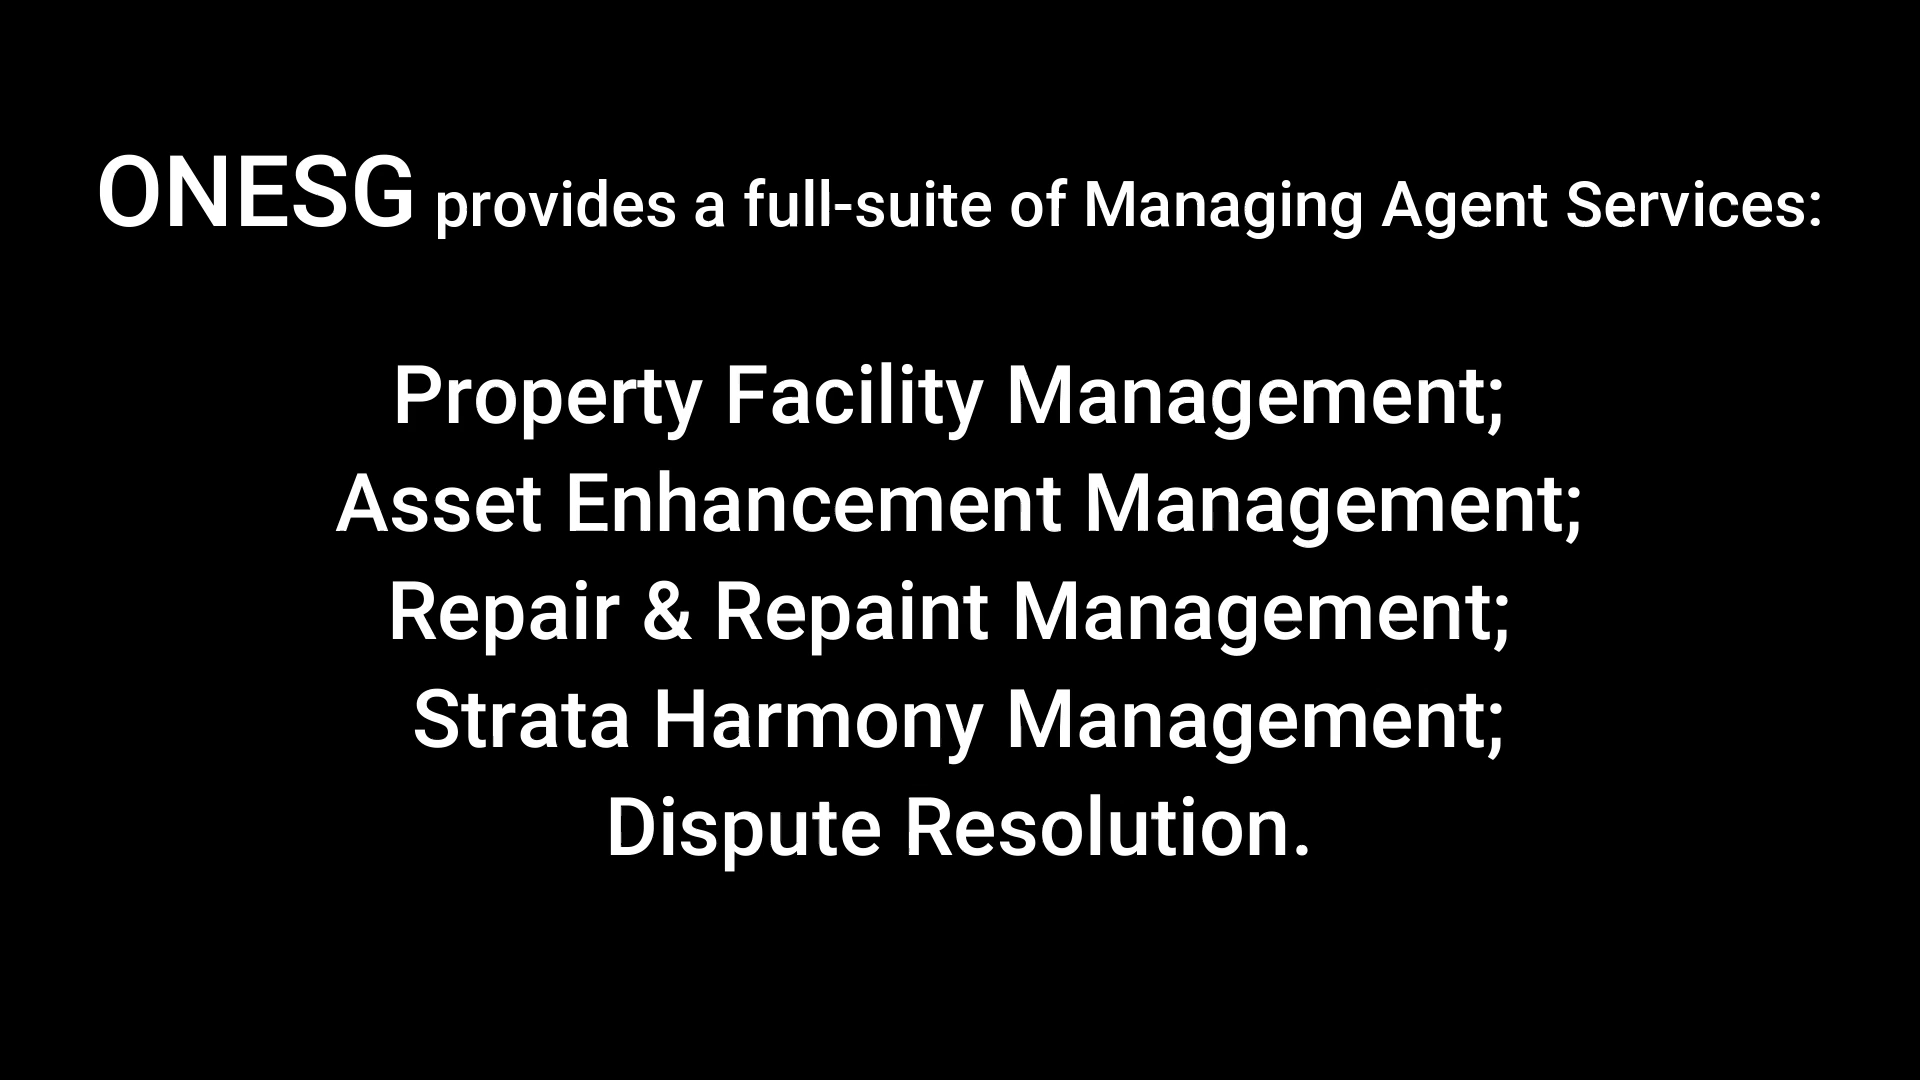 ONESG provides a full-suite of Managing Agent Services:
Property Facility Management;
Asset Enhancement Management;
Repair & Repaint Management;
Strata Harmony Management;
Dispute Resolution.